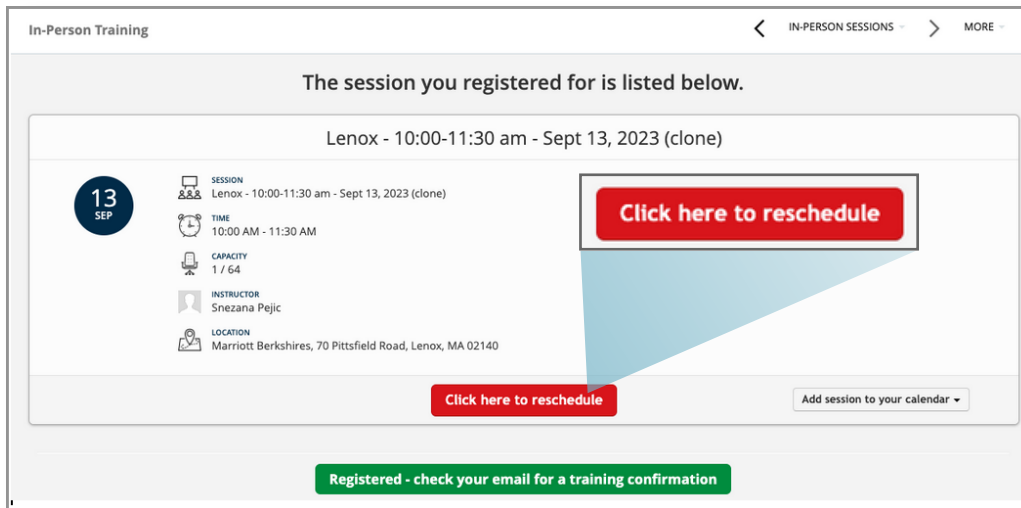 In-Person Training
IN-PERSON SESSIONS
MORE
The session you registered for is listed below.
Lenox - 10:00-11:30 am - Sept 13, 2023 (clone)
13
SEP
SESSION
Lenox - 10:00-11:30 am - Sept 13, 2023 (clone)
TIME
10:00 AM - 11:30 AM
CAPACITY
1 / 64
INSTRUCTOR
Snezana Pejic
LOCATION
Marriott Berkshires, 70 Pittsfield Road, Lenox, MA 02140
Click here to reschedule
Click here to reschedule
Add session to your calendar
Registered - check your email for a training confirmation